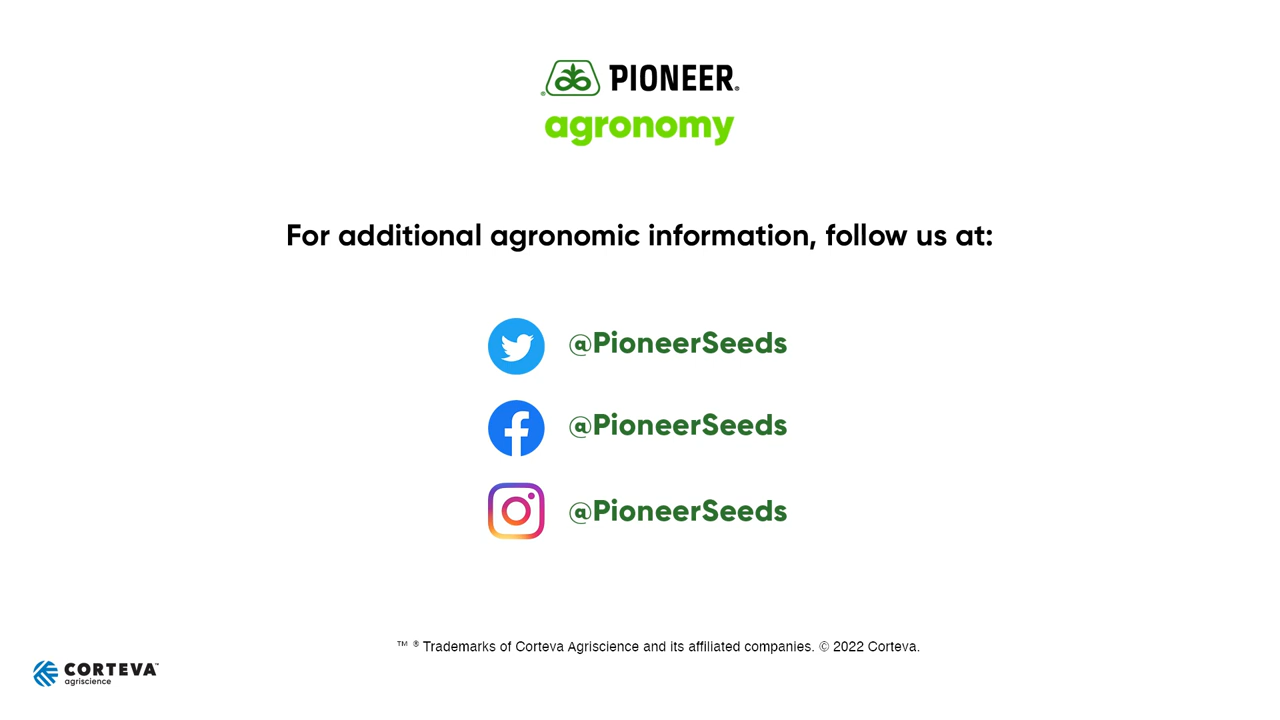 PIONEER®
agronomy
For additional agronomic information, follow us at:
@PioneerSeeds
@PioneerSeeds
@PioneerSeeds
™ ® Trademarks of Corteva Agriscience and its affiliated companies. © 2022 Corteva.
CORTEVA™
agriscience